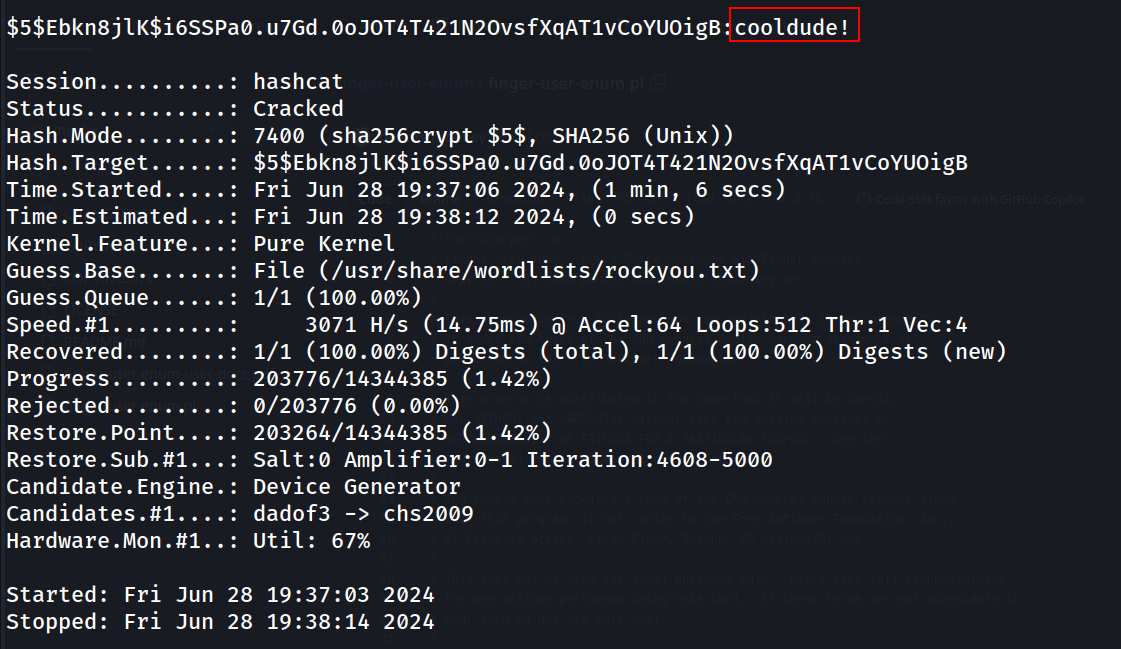 $5$Ebkn8jlK$i6SSPa0.u7Gd.0oJOT4T421N2OvsfXqAT1vCoYUOigB:cooldude!
Session..........: hashcat
Status...........: Cracked
Hash.Mode........: 7400 (sha256crypt $5$, SHA256 (Unix))
Hash.Target......: $5$Ebkn8jlK$i6SSPa0.u7Gd.0oJOT4T421N2OvsfXqAT1vCoYUOigB
Time.Started.....: Fri Jun 28 19:37:06 2024, (1 min, 6 secs)
Time.Estimated...: Fri Jun 28 19:38:12 2024, (0 secs)
Kernel.Feature...: Pure Kernel
Guess.Base.......: File (/usr/share/wordlists/rockyou.txt)
Guess.Queue......: 1/1 (100.00%)
Speed.#1.........:     3071 H/s (14.75ms) @ Accel:64 Loops:512 Thr:1 Vec:4
Recovered........: 1/1 (100.00%) Digests (total), 1/1 (100.00%) Digests (new)
Progress.........: 203776/14344385 (1.42%)
Rejected.........: 0/203776 (0.00%)
Restore.Point....: 203264/14344385 (1.42%)
Restore.Sub.#1...: Salt:0 Amplifier:0-1 Iteration:4608-5000
Candidate.Engine.: Device Generator
Candidates.#1....: dadof3 -> chs2009
Hardware.Mon.#1..: Util: 67%
Started: Fri Jun 28 19:37:03 2024
Stopped: Fri Jun 28 19:38:14 2024